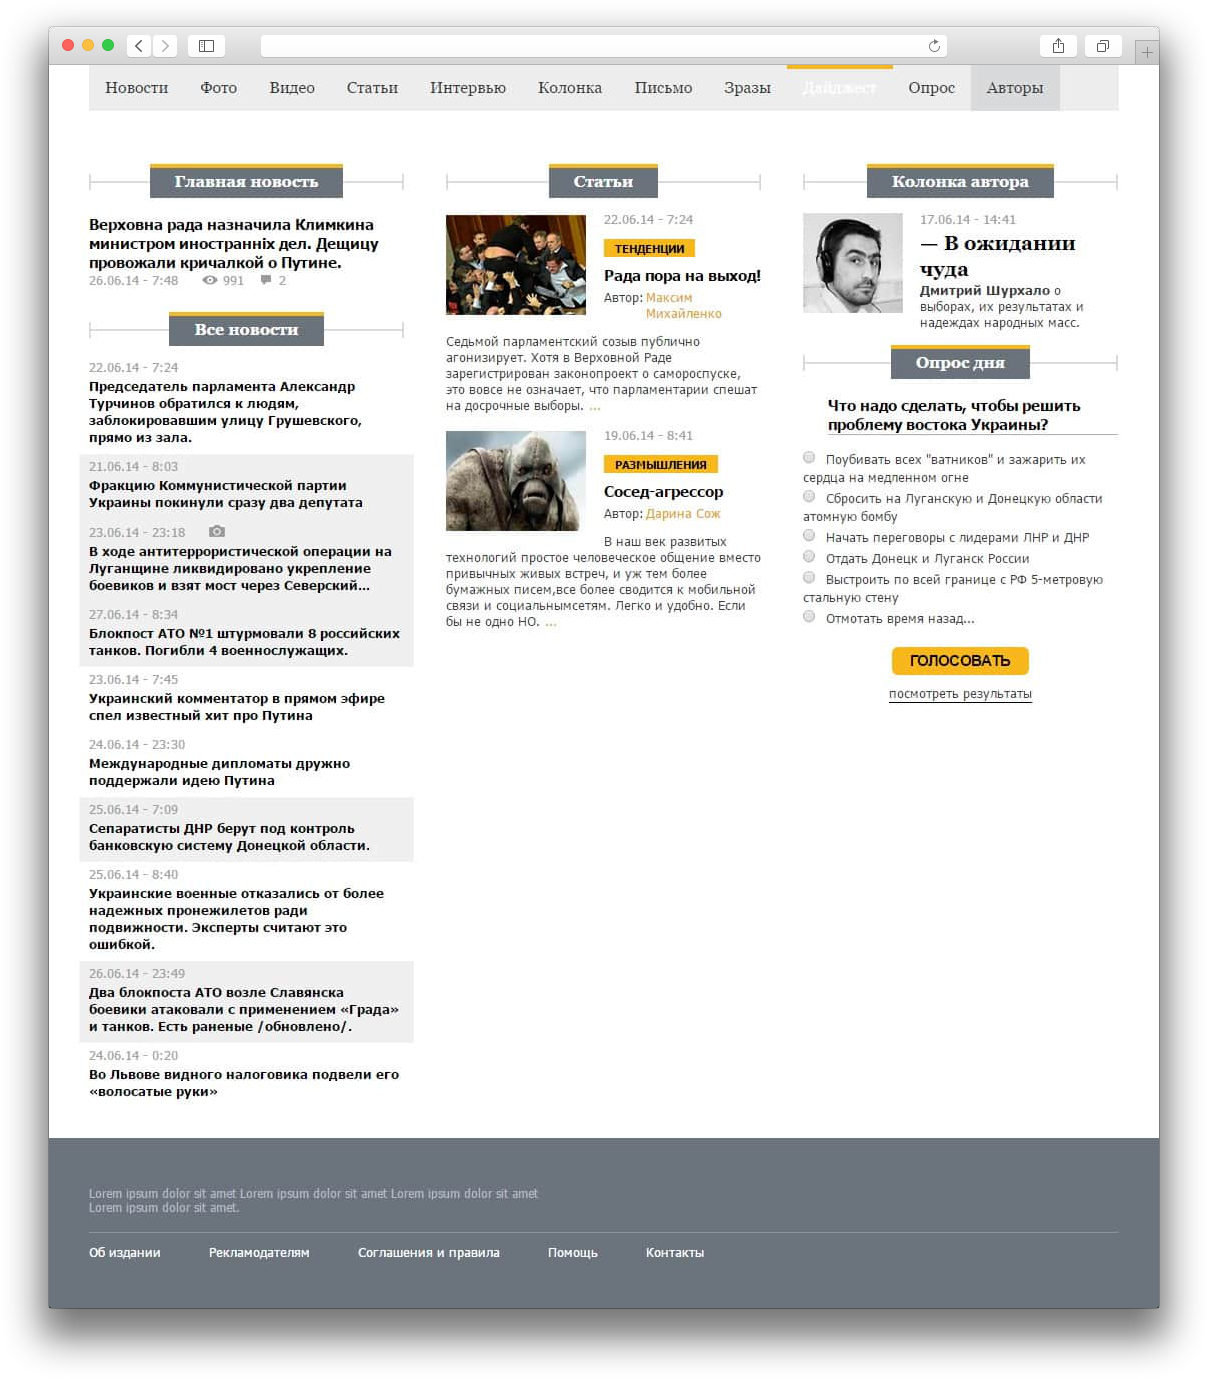 Новости Фото Видео Статьи Интервью Колонка Письмо Зразы Дайджест Опрос Авторы
Главная новость
Верховна рада назначила Климкина
министром иностранніх дел. Дещицу
провожали кричалкой о Путине.
26.06.14 - 7:48 991 2
Все новости
22.06.14 - 7:24
Председатель парламента Александр
Турчинов обратился к людям,
заблокировавшим улицу Грушевского,
прямо из зала.
21.06.14 - 8:03
Фракцию Коммунистической партии
Украины покинули сразу два депутата
23.06.14 - 23:18
В ходе антитеррористической операции на
Луганщине ликвидировано укрепление
боевиков и взят мост через Северский...
27.06.14 - 8:34
Блокпост АТО №1 штурмовали 8 российских
танков. Погибли 4 военнослужащих.
23.06.14 - 7:45
Украинский комментатор в прямом эфире
спел известный хит про Путина
24.06.14 - 23:30
Международные дипломаты дружно
поддержали идею Путина
25.06.14 - 7:09
Сепаратисты ДНР берут под контроль
банковскую систему Донецкой области.
25.06.14 - 8:40
Украинские военные отказались от более
надежных пронежилетов ради
подвижности. Эксперты считают это
ошибкой.
26.06.14 - 23:49
Два блокпоста АТО возле Славянска
боевики атаковали с применением «Града»
и танков. Есть раненые /обновлено/.
24.06.14 - 0:20
Во Львове видного налоговика подвели его
«волосатые руки»
Статьи
22.06.14 - 7:24
ТЕНДЕНЦИИ
Рада пора на выход!
Автор: Максим
Михайленко
Седьмой парламентский созыв публично
агонизирует. Хотя в Верховной Раде
зарегистрирован законопроект о самороспуске,
это вовсе не означает, что парламентарии спешат
на досрочные выборы. ...
19.06.14 - 8:41
РАЗМЫШЛЕНИЯ
Сосед-агрессор
Автор: Дарина Сож
В наш век развитых
технологий простое человеческое общение вместо
привычных живых встреч, и уж тем более
бумажных писем,все более сводится к мобильной
связи и социальнымсетям. Легко и удобно. Если
бы не одно НО. ...
Колонка автора
17.06.14 - 14:41
— В ожидании
чуда
Дмитрий Шурхало о
выборах, их результатах и
надеждах народных масс.
Опрос дня
Что надо сделать, чтобы решить
проблему востока Украины?
Поубивать всех "ватников" и зажарить их
сердца на медленном огне
Сбросить на Луганскую и Донецкую области
атомную бомбу
Начать переговоры с лидерами ЛНР и ДНР
Отдать Донецк и Луганск России
Выстроить по всей границе с РФ 5-метровую
стальную стену
Отмотать время назад...
ГОЛОСОВАТЬ
посмотреть результаты
Lorem ipsum dolor sit amet Lorem ipsum dolor sit amet Lorem ipsum dolor sit amet
Lorem ipsum dolor sit amet.
Об издании Рекламодателям Соглашения и правила Помощь Контакты